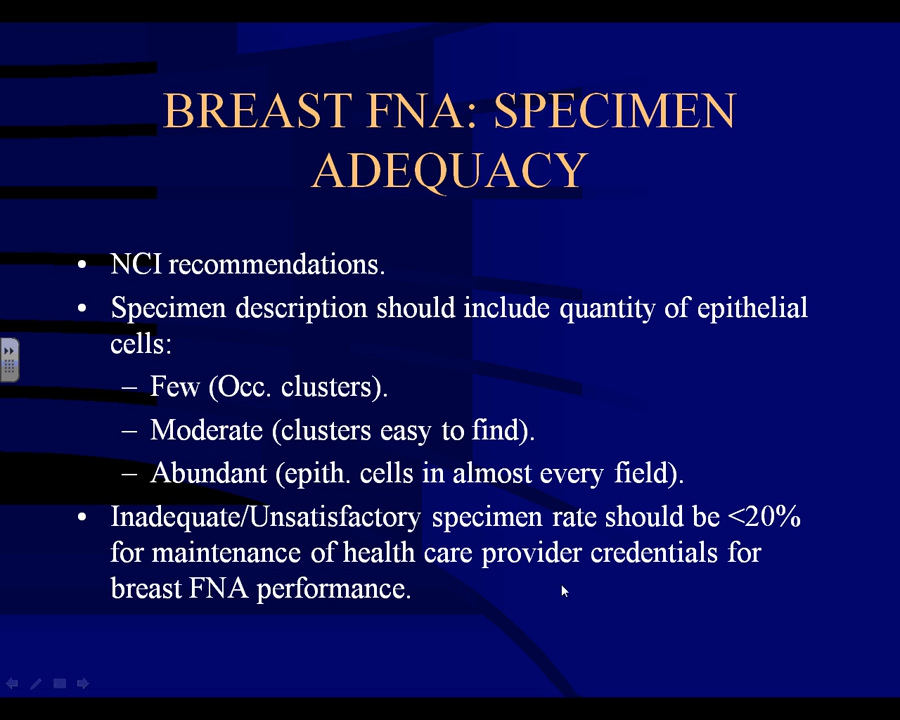 BREAST FNA: SPECIMEN
ADEQUACY
• NCI recommendations.
• Specimen description should include quantity of epithelial
cells:
– Few (Occ. clusters).
– Moderate (clusters easy to find).
– Abundant (epith. cells in almost every field).
• Inadequate/Unsatisfactory specimen rate should be <20%
for maintenance of health care provider credentials for
breast FNA performance.